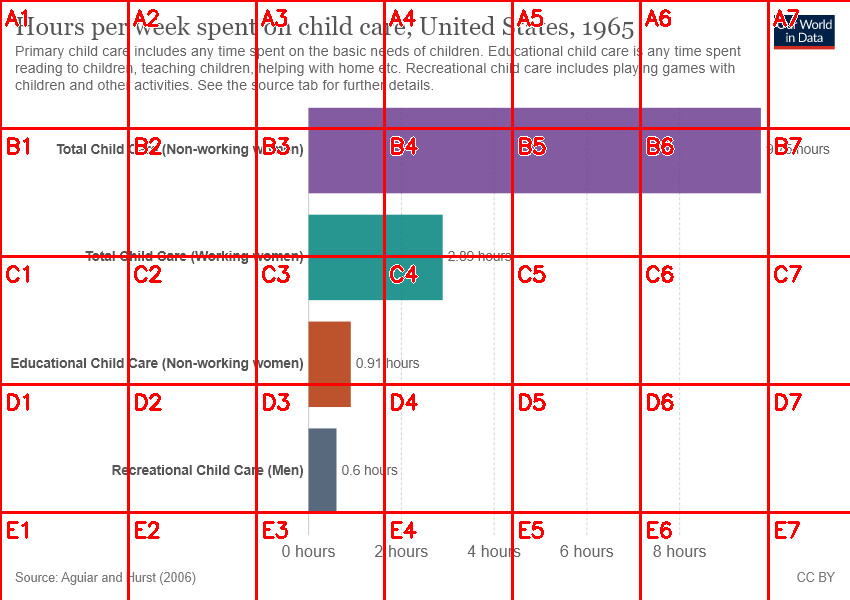 A1 A2 A3 A4 A5 A6 A7
Hours per week spent on child care, United States, 1965
Our World
in Data
Primary child care includes any time spent on the basic needs of children. Educational child care is any time spent
reading to children, teaching children, helping with home etc. Recreational child care includes playing games with
children and other activities. See the source tab for further details.
B1 B2 B3 B4 B5 B6 B7
Total Child Care (Non-working women) hours
Total Child Care (Working women) 2.89 hours
C1 C2 C3 C4 C5 C6 C7
Educational Child Care (Non-working women) 0.91 hours
D1 D2 D3 D4 D5 D6 D7
Recreational Child Care (Men) 0.6 hours
E1 E2 E3 E4 E5 E6 E7
0 hours 2 hours 4 hours 6 hours 8 hours
Source: Aguiar and Hurst (2006) CC BY